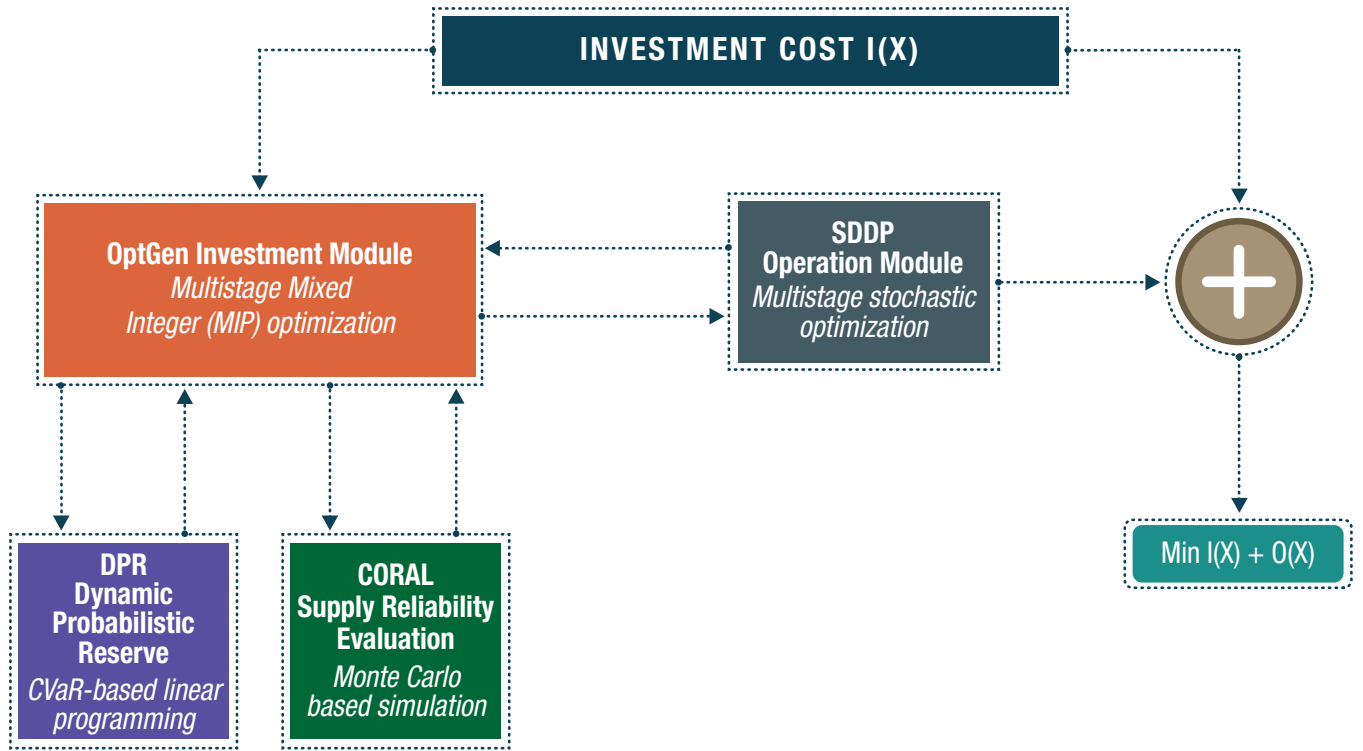 INVESTMENT COST I(X)
OptGen Investment Module
Multistage Mixed
Integer (MIP) optimization
SDDP
Operation Module
Multistage stochastic
optimization
DPR
Dynamic
Probabilistic
Reserve
CVaR-based linear
programming
CORAL
Supply Reliability
Evaluation
Monte Carlo
based simulation
Min I(X) + O(X)